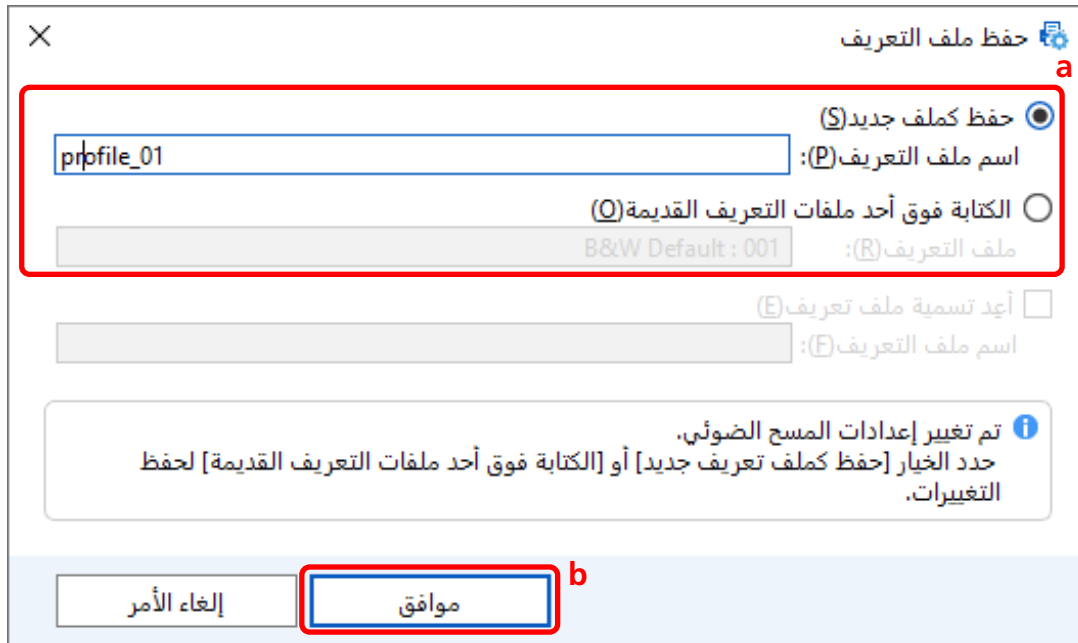 حفظ ملف التعريف
a
حفظ كملف جديد(S)
اسم ملف التعريف(P):
profile_01
الكتابة فوق أحد ملفات التعريف القديمة(O)
ملف التعريف(R):
B&W Default : 001
أعِد تسمية ملف تعريف(E)
اسم ملف التعريف(F):
تم تغيير إعدادات المسح الضوئي.
حدد الخيار [حفظ كملف تعريف جديد] أو [الكتابة فوق أحد ملفات التعريف القديمة] لحفظ
التغييرات.
b
موافق
إلغاء الأمر